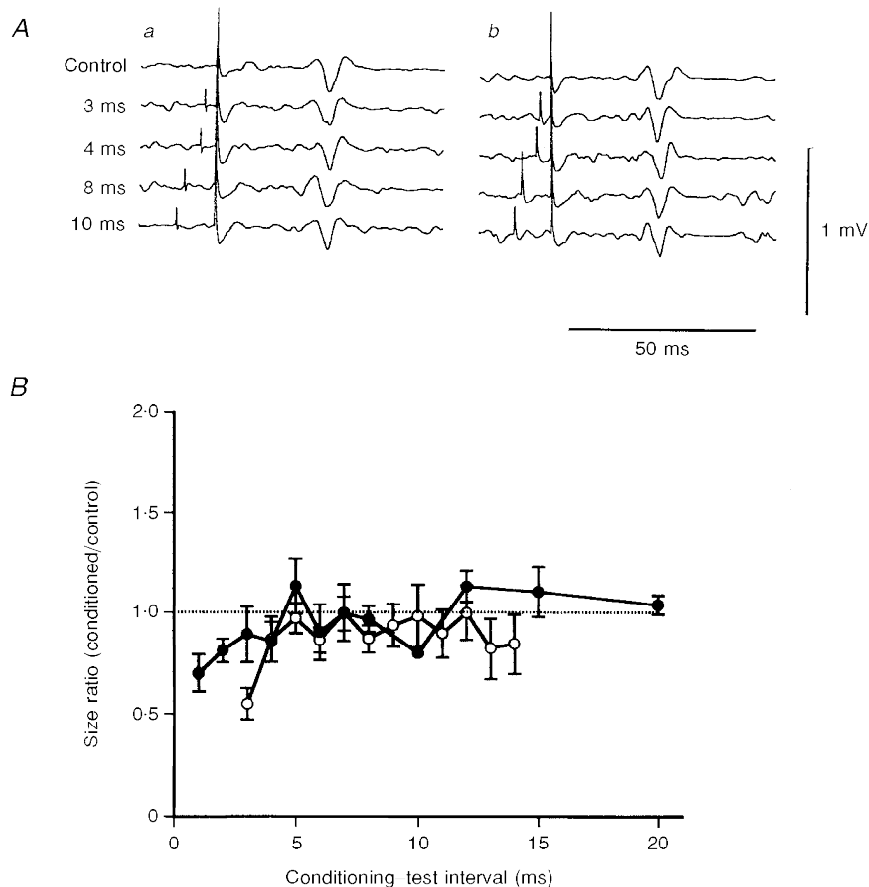 A
a
b
Control
3 ms
4 ms
8 ms
10 ms
1 mV
50 ms
B
Size ratio (conditioned/control)
2·0
1·5
1·0
0·5
0
0
5
10
15
20
Conditioning–test interval (ms)